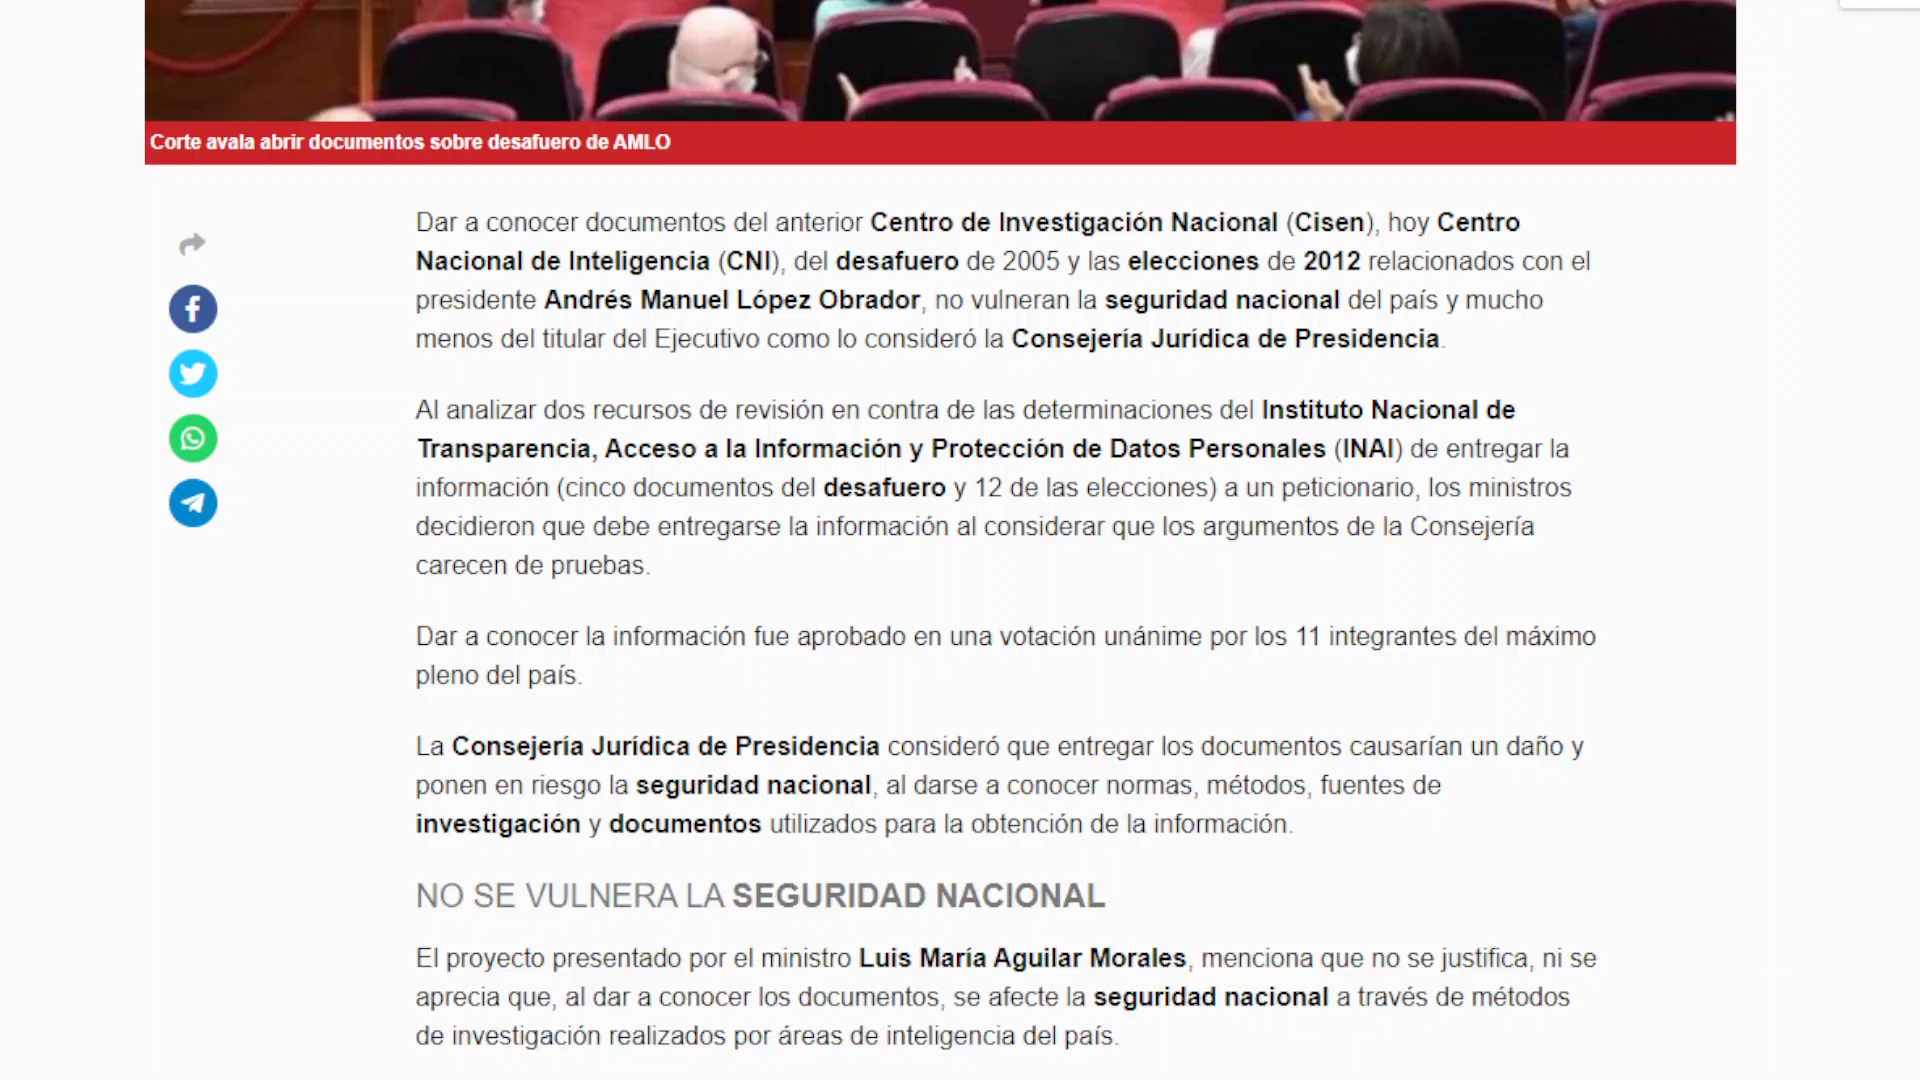 Corte avala abrir documentos sobre desafuero de AMLO
Dar a conocer documentos del anterior Centro de Investigación Nacional (Cisen), hoy Centro
Nacional de Inteligencia (CNI), del desafuero de 2005 y las elecciones de 2012 relacionados con el
presidente Andrés Manuel López Obrador, no vulneran la seguridad nacional del país y mucho
menos del titular del Ejecutivo como lo consideró la Consejería Jurídica de Presidencia.
Al analizar dos recursos de revisión en contra de las determinaciones del Instituto Nacional de
Transparencia, Acceso a la Información y Protección de Datos Personales (INAI) de entregar la
información (cinco documentos del desafuero y 12 de las elecciones) a un peticionario, los ministros
decidieron que debe entregarse la información al considerar que los argumentos de la Consejería
carecen de pruebas.
Dar a conocer la información fue aprobado en una votación unánime por los 11 integrantes del máximo
pleno del país.
La Consejería Jurídica de Presidencia consideró que entregar los documentos causarían un daño y
ponen en riesgo la seguridad nacional, al darse a conocer normas, métodos, fuentes de
investigación y documentos utilizados para la obtención de la información.
NO SE VULNERA LA SEGURIDAD NACIONAL
El proyecto presentado por el ministro Luis María Aguilar Morales, menciona que no se justifica, ni se
aprecia que, al dar a conocer los documentos, se afecte la seguridad nacional a través de métodos
de investigación realizados por áreas de inteligencia del país.